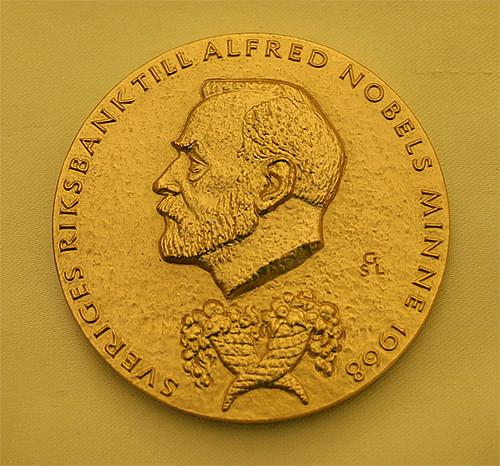 SVERIGES RIKSBANK TILL ALFRED NOBELS MINNE 1968
G
SL